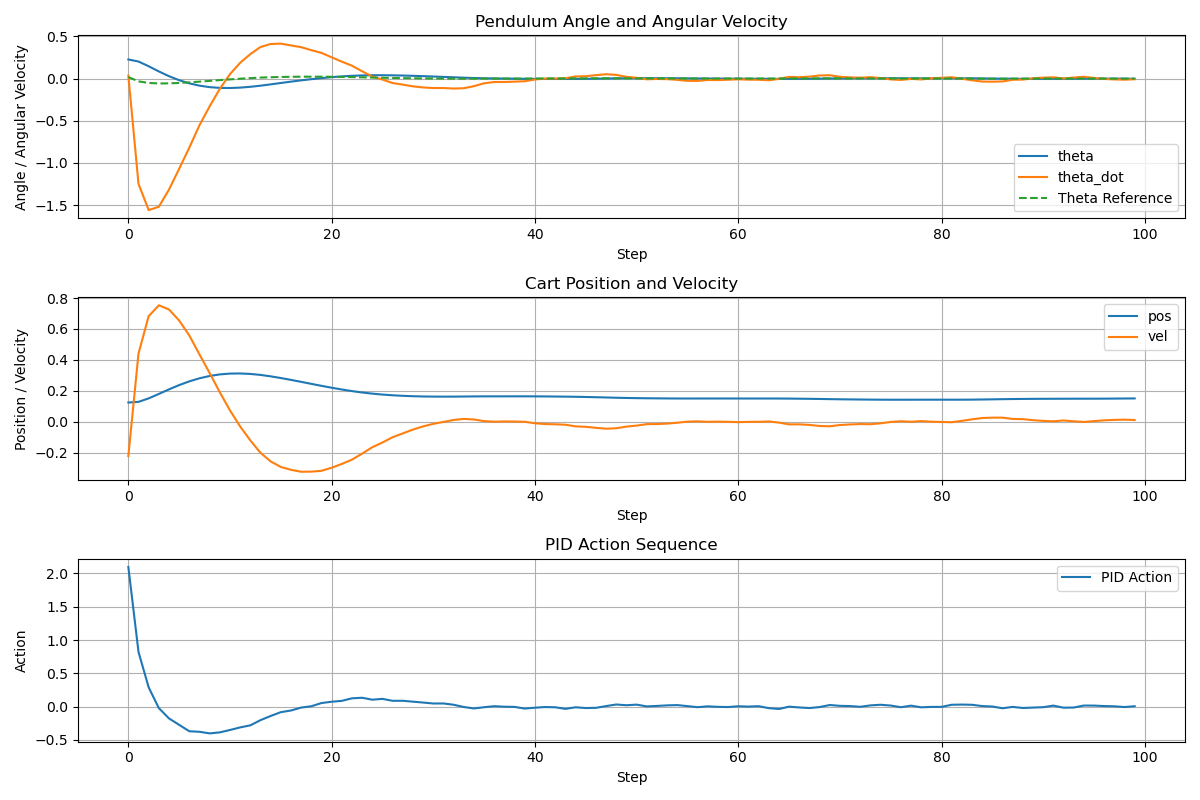 Pendulum Angle and Angular Velocity
Angle / Angular Velocity
0.5
0.0
−0.5
−1.0
−1.5
theta
theta_dot
Theta Reference
0 20 40 60 80 100
Step
Cart Position and Velocity
Position / Velocity
0.8
0.6
0.4
0.2
0.0
−0.2
pos
vel
0 20 40 60 80 100
Step
PID Action Sequence
Action
2.0
1.5
1.0
0.5
0.0
−0.5
PID Action
0 20 40 60 80 100
Step